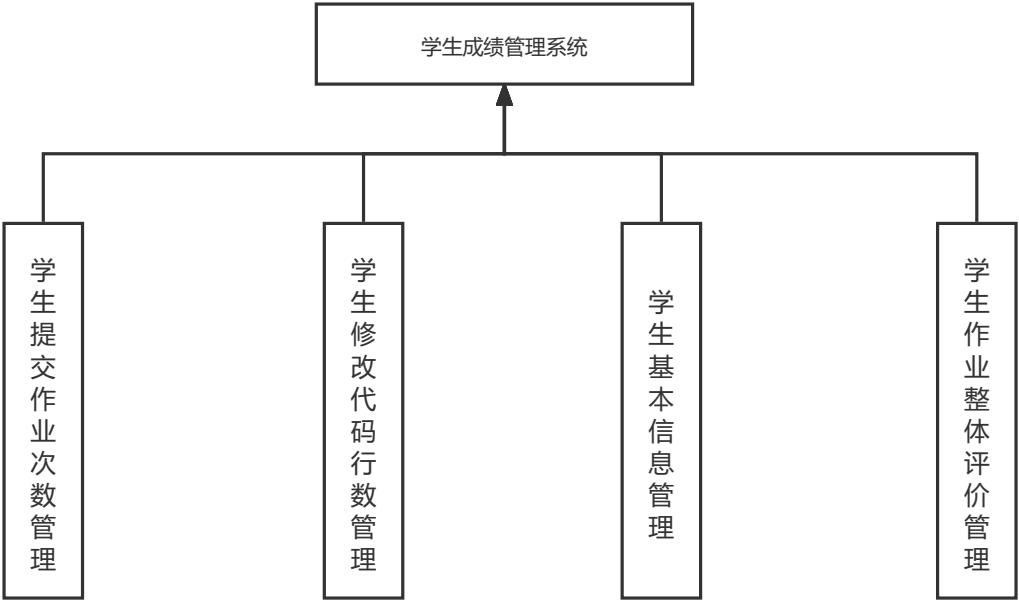 学生成绩管理系统
学生提交作业次数管理
学生修改代码行数管理
学生基本信息管理
学生作业整体评价管理